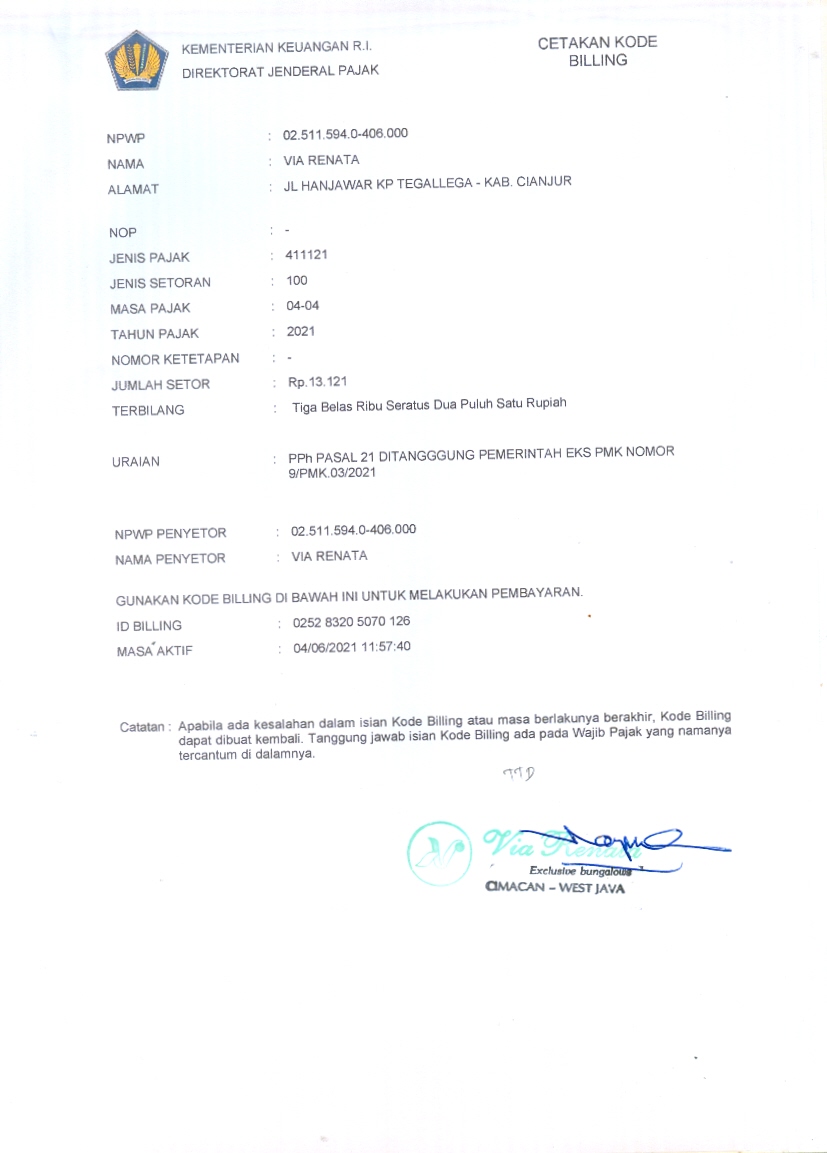 KEMENTERIAN KEUANGAN R.I.
DIREKTORAT JENDERAL PAJAK
CETAKAN KODE
BILLING
NPWP : 02.511.594.0-406.000
NAMA : VIA RENATA
ALAMAT : JL HANJAWAR KP TEGALLEGA - KAB. CIANJUR
NOP : -
JENIS PAJAK : 411121
JENIS SETORAN : 100
MASA PAJAK : 04-04
TAHUN PAJAK : 2021
NOMOR KETETAPAN : -
JUMLAH SETOR : Rp.13.121
TERBILANG : Tiga Belas Ribu Seratus Dua Puluh Satu Rupiah
URAIAN : PPh PASAL 21 DITANGGGUNG PEMERINTAH EKS PMK NOMOR
9/PMK.03/2021
NPWP PENYETOR : 02.511.594.0-406.000
NAMA PENYETOR : VIA RENATA
GUNAKAN KODE BILLING DI BAWAH INI UNTUK MELAKUKAN PEMBAYARAN.
ID BILLING : 0252 8320 5070 126
MASA AKTIF : 04/06/2021 11:57:40
Catatan : Apabila ada kesalahan dalam isian Kode Billing atau masa berlakunya berakhir, Kode Billing
dapat dibuat kembali. Tanggung jawab isian Kode Billing ada pada Wajib Pajak yang namanya
tercantum di dalamnya.
TTD
Via Renata
Exclusive bungalows
CIMACAN – WEST JAVA